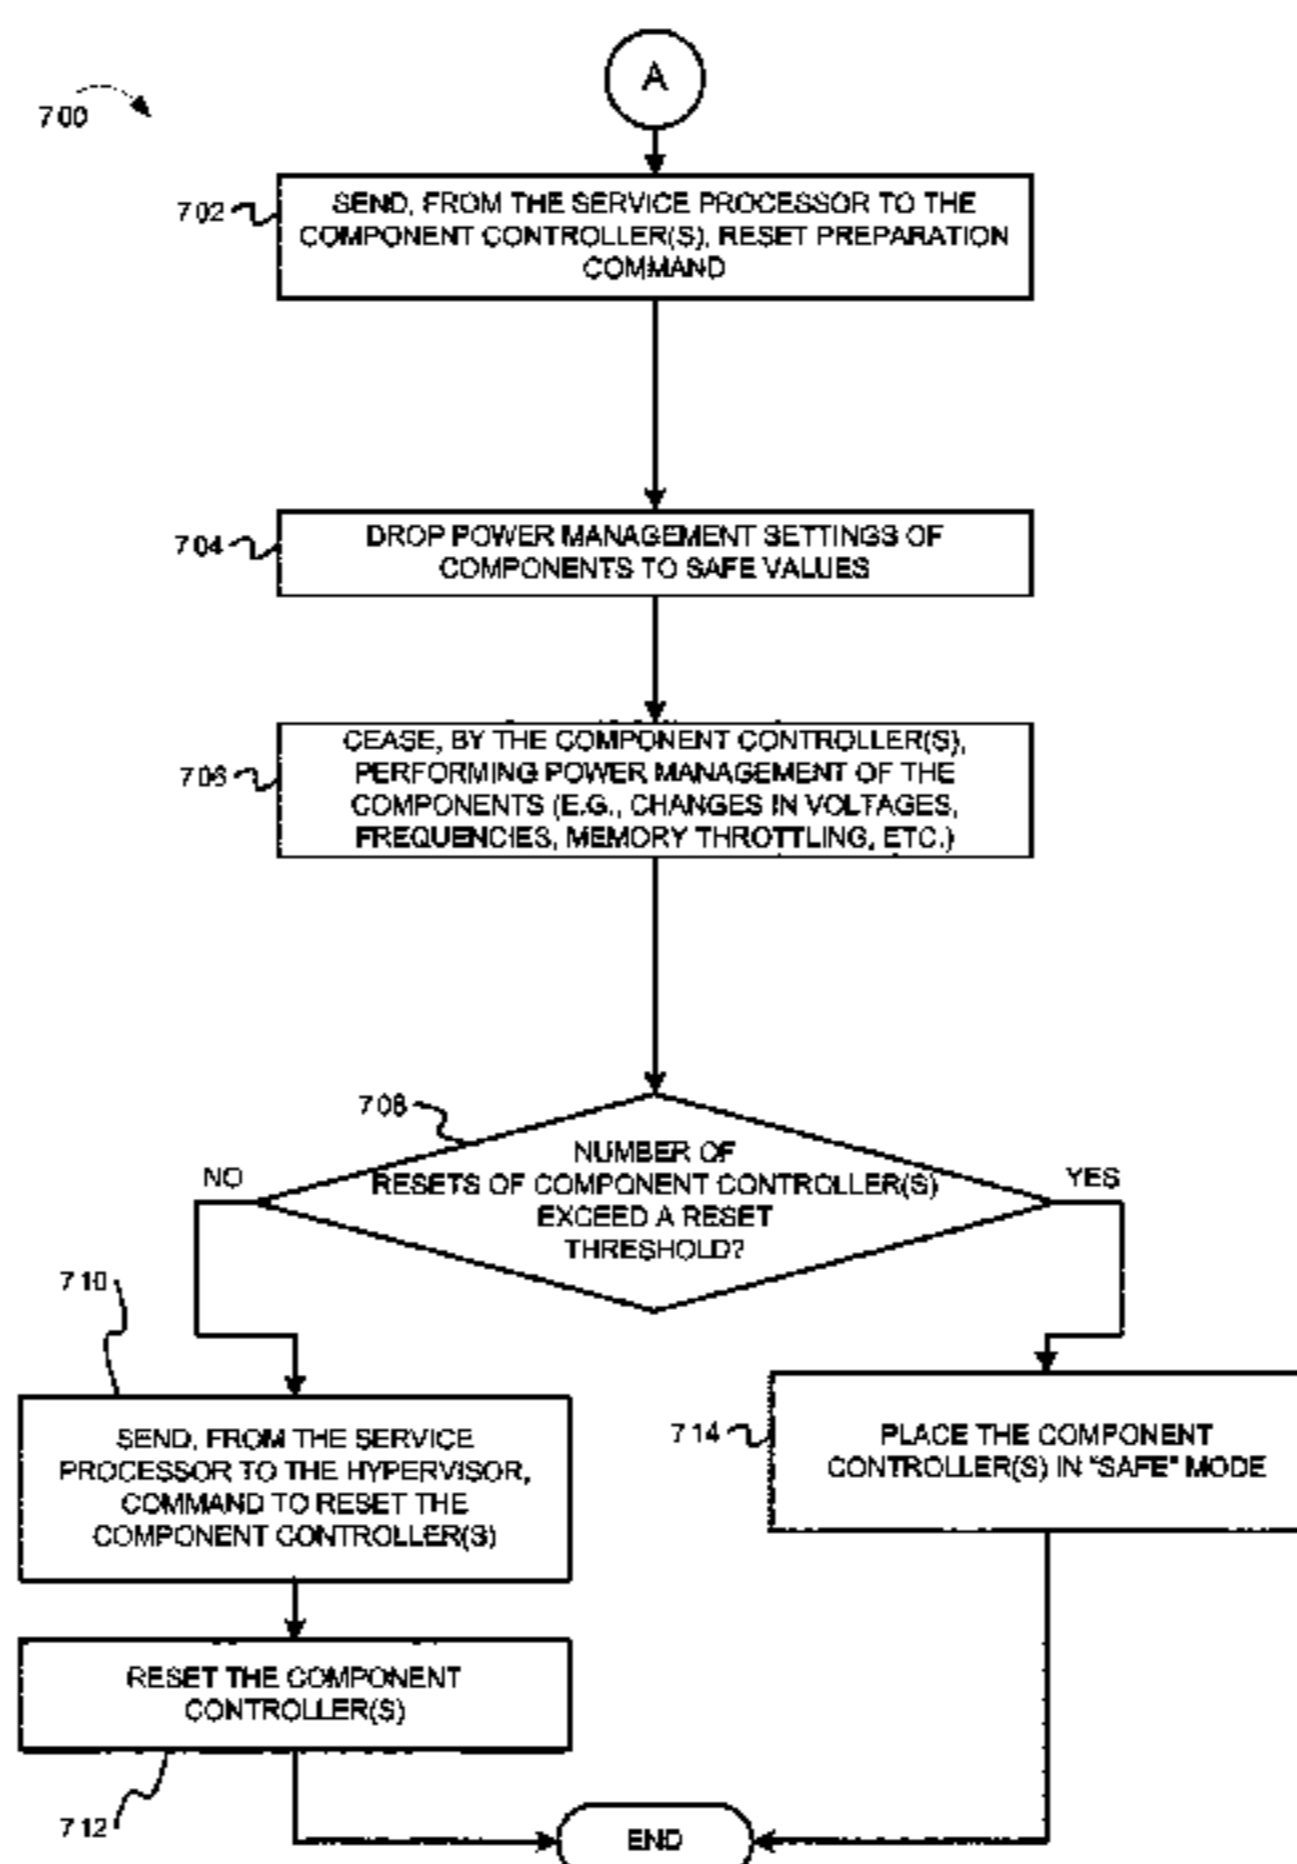 A
700
702
SEND, FROM THE SERVICE PROCESSOR TO THE
COMPONENT CONTROLLER(S), RESET PREPARATION
COMMAND
704
DROP POWER MANAGEMENT SETTINGS OF
COMPONENTS TO SAFE VALUES
706
CEASE, BY THE COMPONENT CONTROLLER(S),
PERFORMING POWER MANAGEMENT OF THE
COMPONENTS (E.G., CHANGES IN VOLTAGES,
FREQUENCIES, MEMORY THROTTLING, ETC.)
708
NUMBER OF
RESETS OF COMPONENT CONTROLLER(S)
EXCEED A RESET
THRESHOLD?
NO
YES
710
SEND, FROM THE SERVICE
PROCESSOR TO THE HYPERVISOR,
COMMAND TO RESET THE
COMPONENT CONTROLLER(S)
714
PLACE THE COMPONENT
CONTROLLER(S) IN "SAFE" MODE
RESET THE COMPONENT
CONTROLLER(S)
712
END